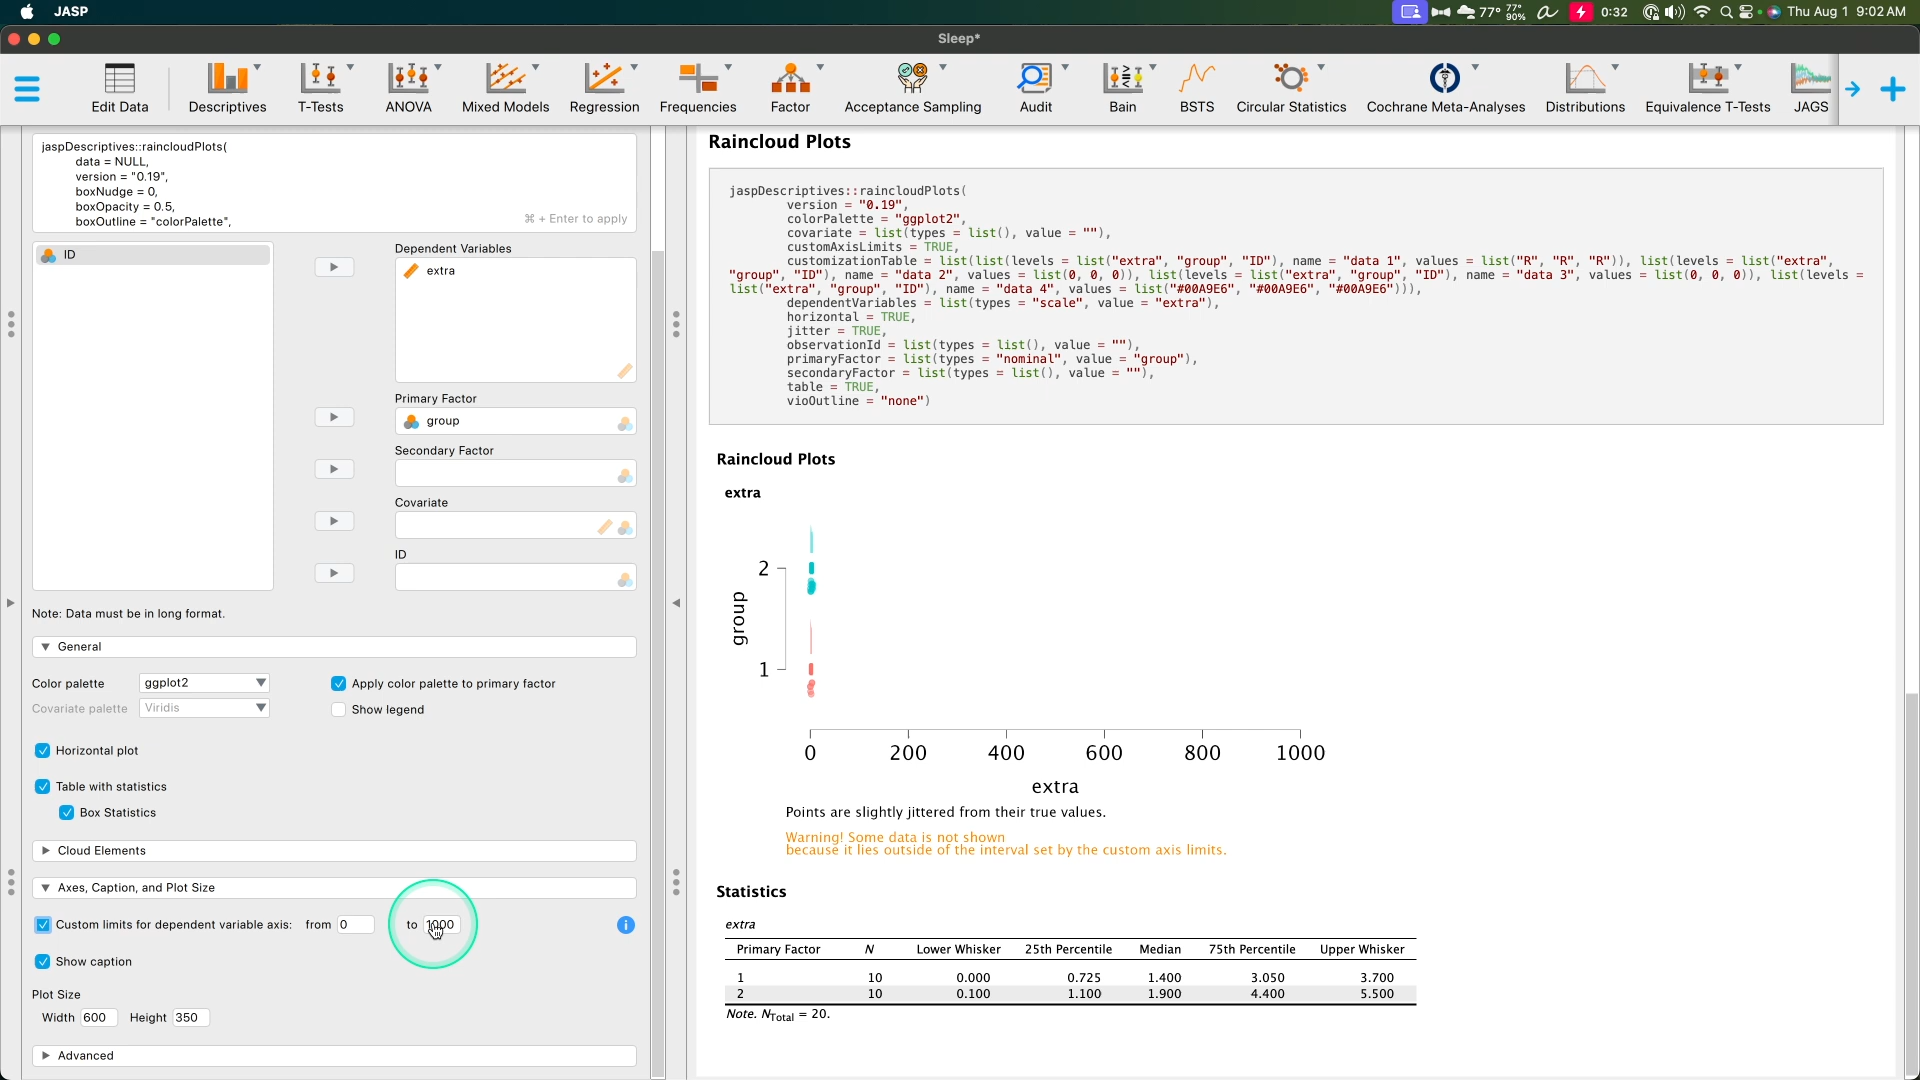 JASP
77° 77° 90% 0:32 Thu Aug 1 9:02 AM
Sleep*
Edit Data Descriptives T-Tests ANOVA Mixed Models Regression Frequencies Factor Acceptance Sampling Audit Bain BSTS Circular Statistics Cochrane Meta-Analyses Distributions Equivalence T-Tests JAGS
jaspDescriptives::raincloudPlots(
data = NULL,
version = "0.19",
boxNudge = 0,
boxOpacity = 0.5,
boxOutline = "colorPalette",
⌘ + Enter to apply
ID
Dependent Variables
extra
Primary Factor
group
Secondary Factor
Covariate
ID
Note: Data must be in long format.
General
Color palette ggplot2 Apply color palette to primary factor
Covariate palette Viridis Show legend
Horizontal plot
Table with statistics
Box Statistics
Cloud Elements
Axes, Caption, and Plot Size
Custom limits for dependent variable axis: from 0 to 1000
Show caption
Plot Size
Width 600 Height 350
Advanced
Raincloud Plots
jaspDescriptives::raincloudPlots(
version = "0.19",
colorPalette = "ggplot2",
covariate = list(types = list(), value = ""),
customAxisLimits = TRUE,
customizationTable = list(list(levels = list("extra", "group", "ID"), name = "data 1", values = list("R", "R", "R")), list(levels = list("extra",
"group", "ID"), name = "data 2", values = list(0, 0, 0)), list(levels = list("extra", "group", "ID"), name = "data 3", values = list(0, 0, 0)), list(levels =
list("extra", "group", "ID"), name = "data 4", values = list("#00A9E6", "#00A9E6", "#00A9E6"))),
dependentVariables = list(types = "scale", value = "extra"),
horizontal = TRUE,
jitter = TRUE,
observationId = list(types = list(), value = ""),
primaryFactor = list(types = "nominal", value = "group"),
secondaryFactor = list(types = list(), value = ""),
table = TRUE,
vioOutline = "none")
Raincloud Plots
extra
2
group
1
0 200 400 600 800 1000
extra
Points are slightly jittered from their true values.
Warning! Some data is not shown
because it lies outside of the interval set by the custom axis limits.
Statistics
extra
Primary Factor N Lower Whisker 25th Percentile Median 75th Percentile Upper Whisker
1 10 0.000 0.725 1.400 3.050 3.700
2 10 0.100 1.100 1.900 4.400 5.500
Note. NTotal = 20.